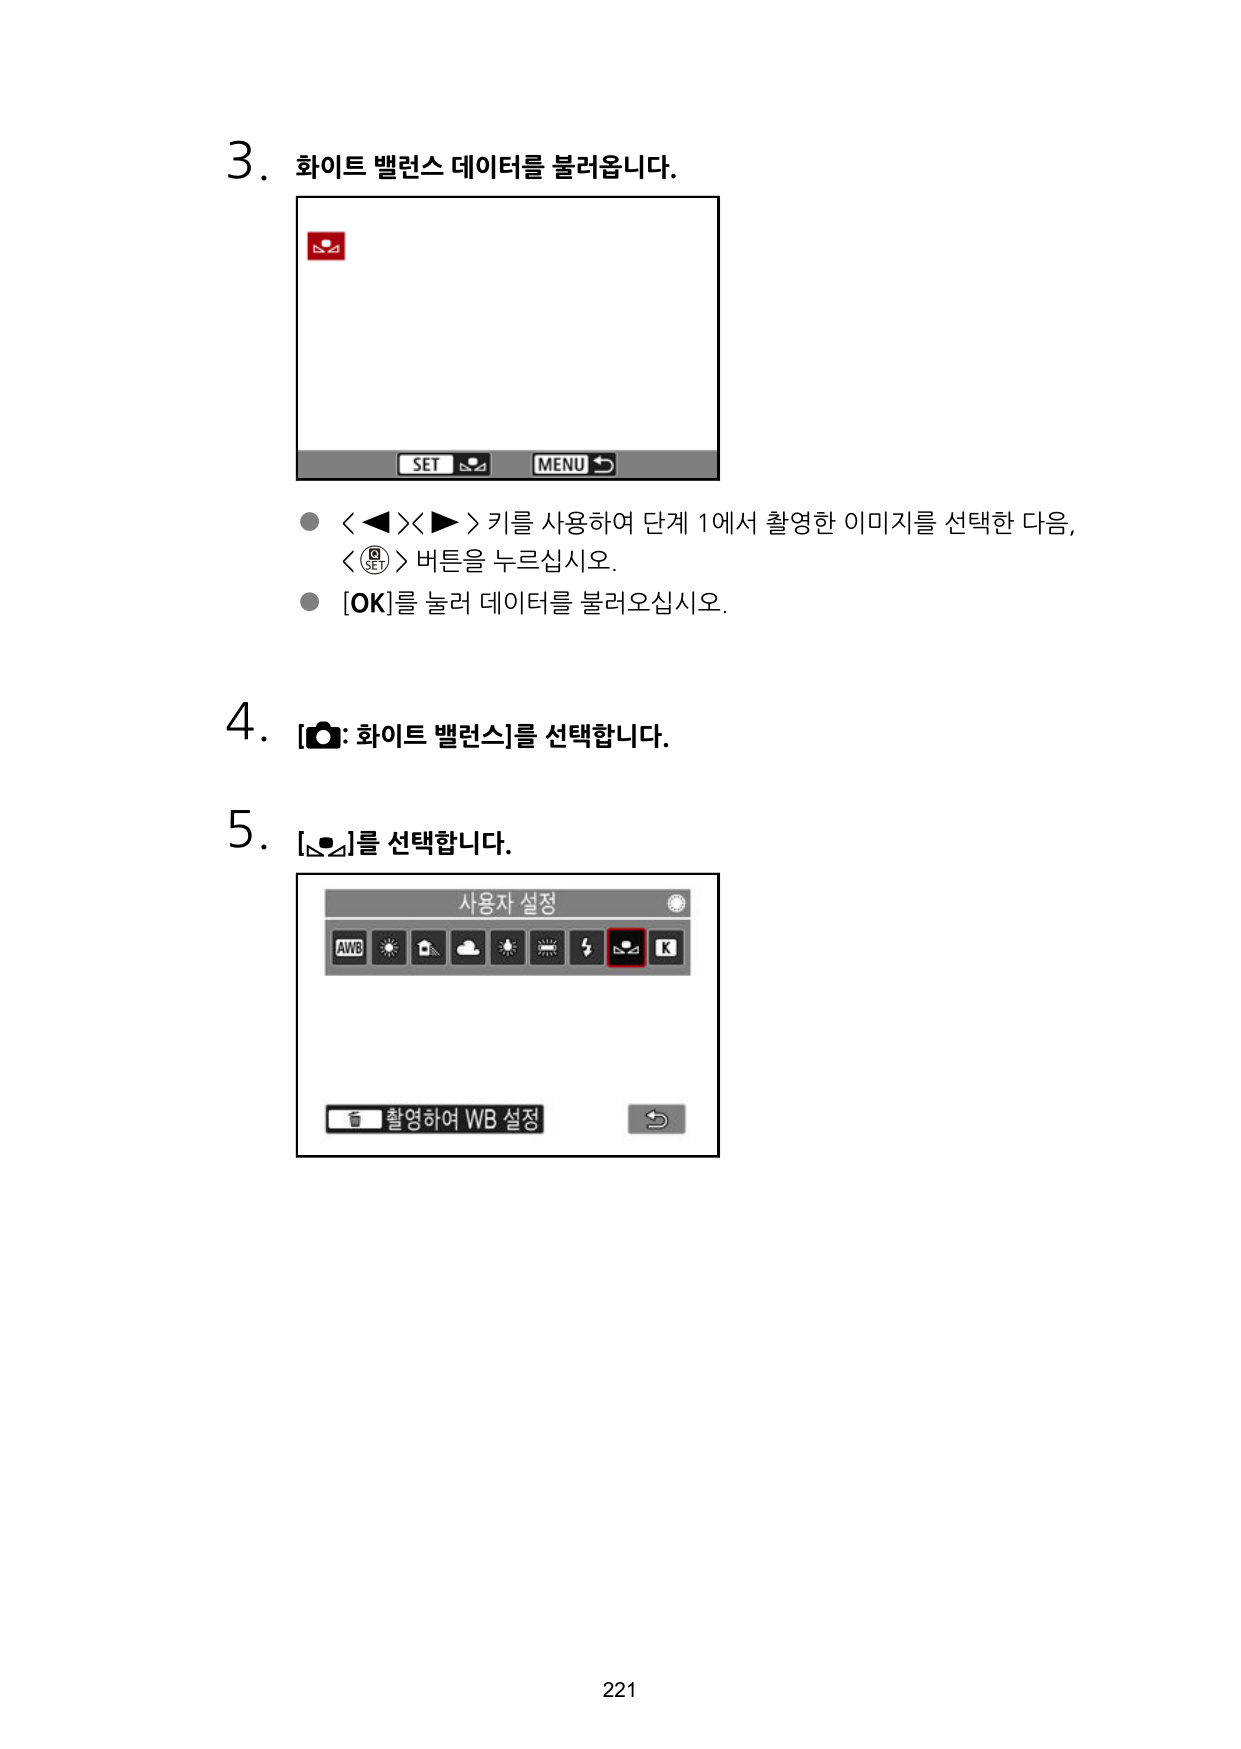 3. 화이트 밸런스 데이터를 불러옵니다.
SET MENU
● < ◀ >< ▶ > 키를 사용하여 단계 1에서 촬영한 이미지를 선택한 다음,
< Q SET > 버튼을 누르십시오.
● [OK]를 눌러 데이터를 불러오십시오.
4. [: 화이트 밸런스]를 선택합니다.
5. []를 선택합니다.
사용자 설정
AWB K
촬영하여 WB 설정
221